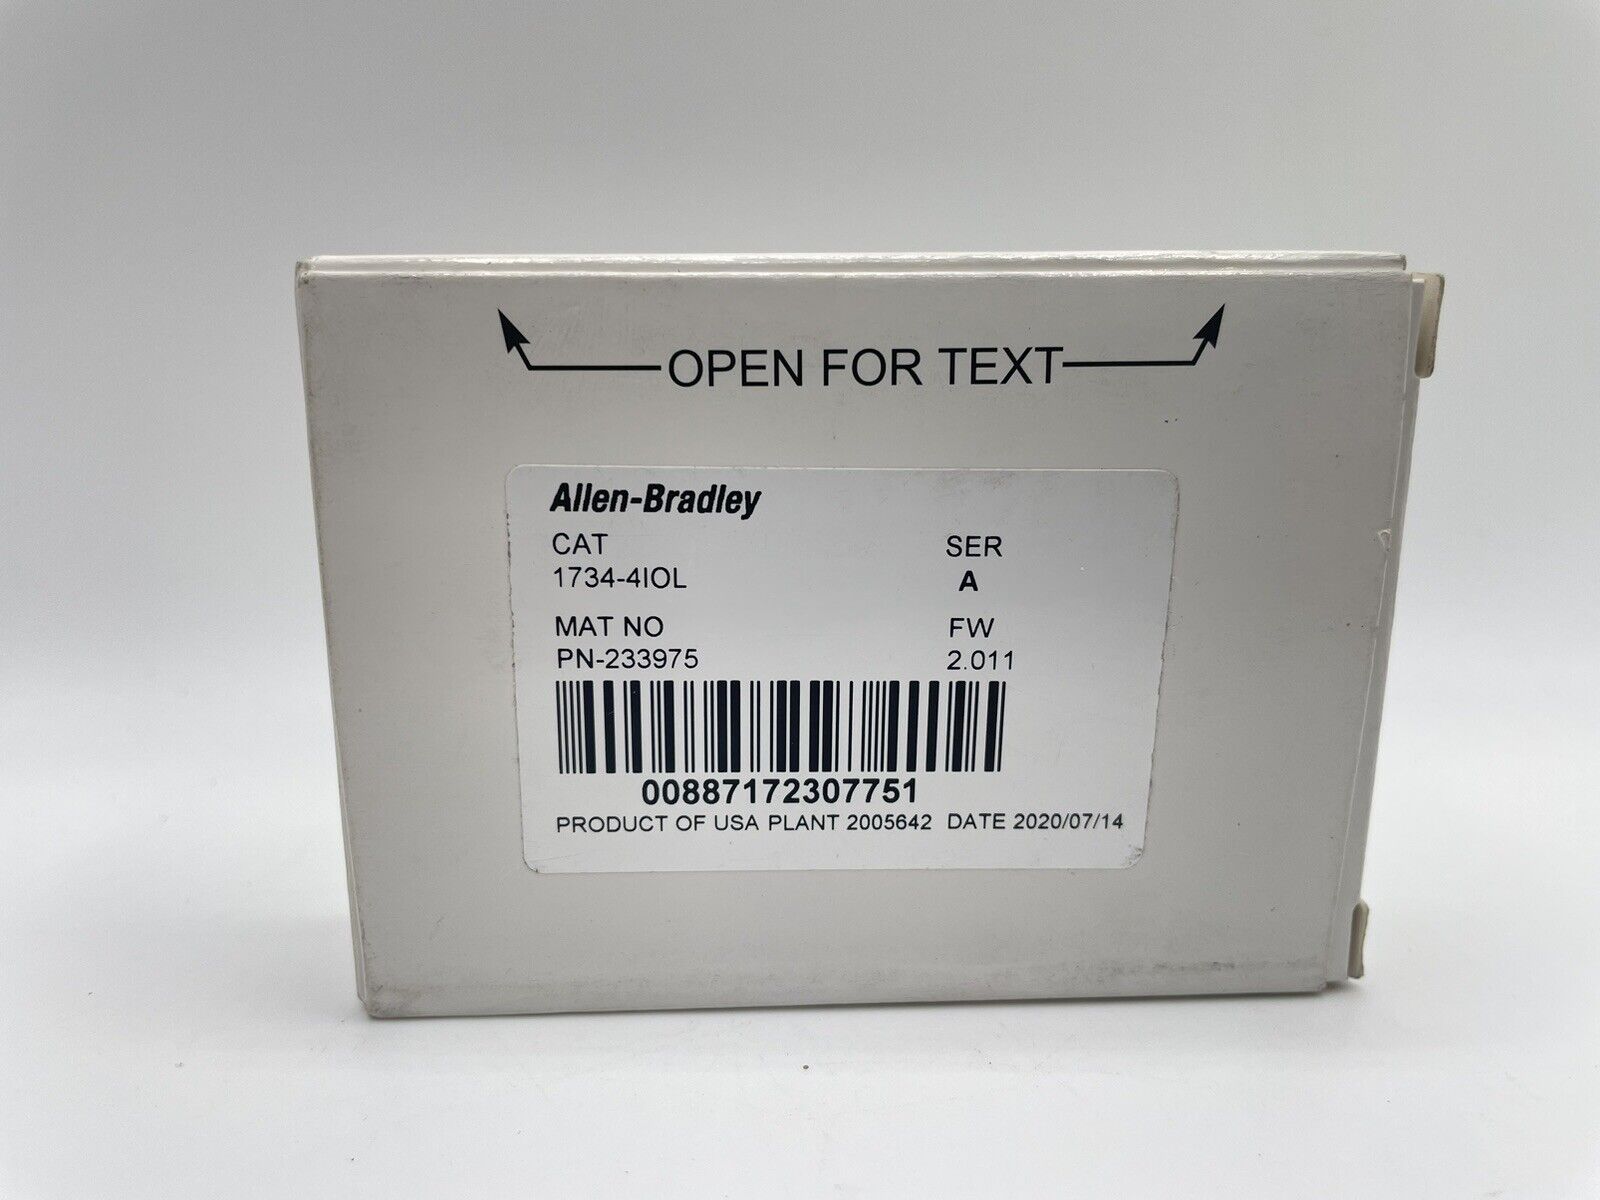 OPEN FOR TEXT
Allen-Bradley
CAT SER
1734-4IOL A
MAT NO FW
PN-233975 2.011
00887172307751
PRODUCT OF USA PLANT 2005642 DATE 2020/07/14